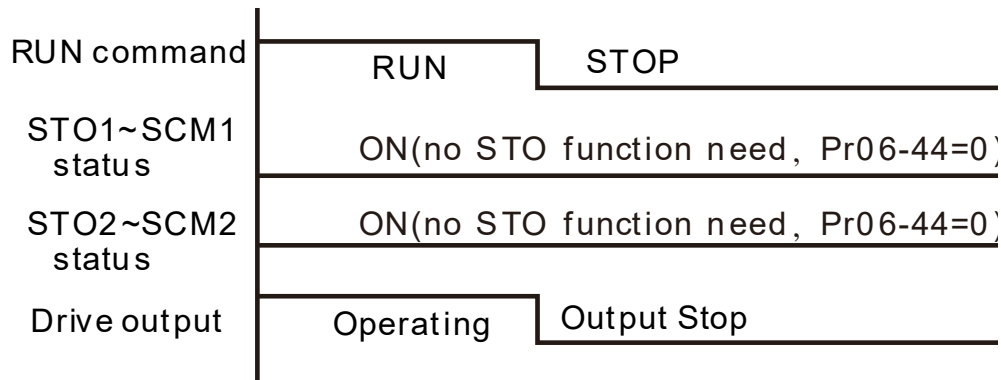 RUN command
RUN
STOP
STO1~SCM1
status
ON(no STO function need, Pr06-44=0)
STO2~SCM2
status
ON(no STO function need, Pr06-44=0)
Drive output
Operating
Output Stop